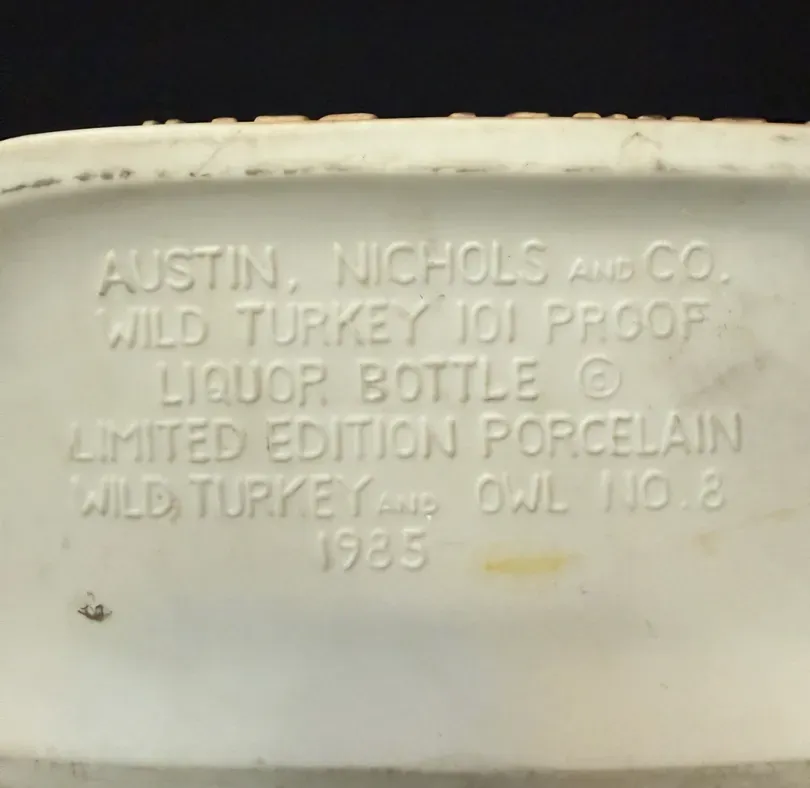 AUSTIN, NICHOLS AND CO.
WILD TURKEY 101 PROOF
LIQUOR BOTTLE ©
LIMITED EDITION PORCELAIN
WILD TURKEY AND OWL NO.8
1985